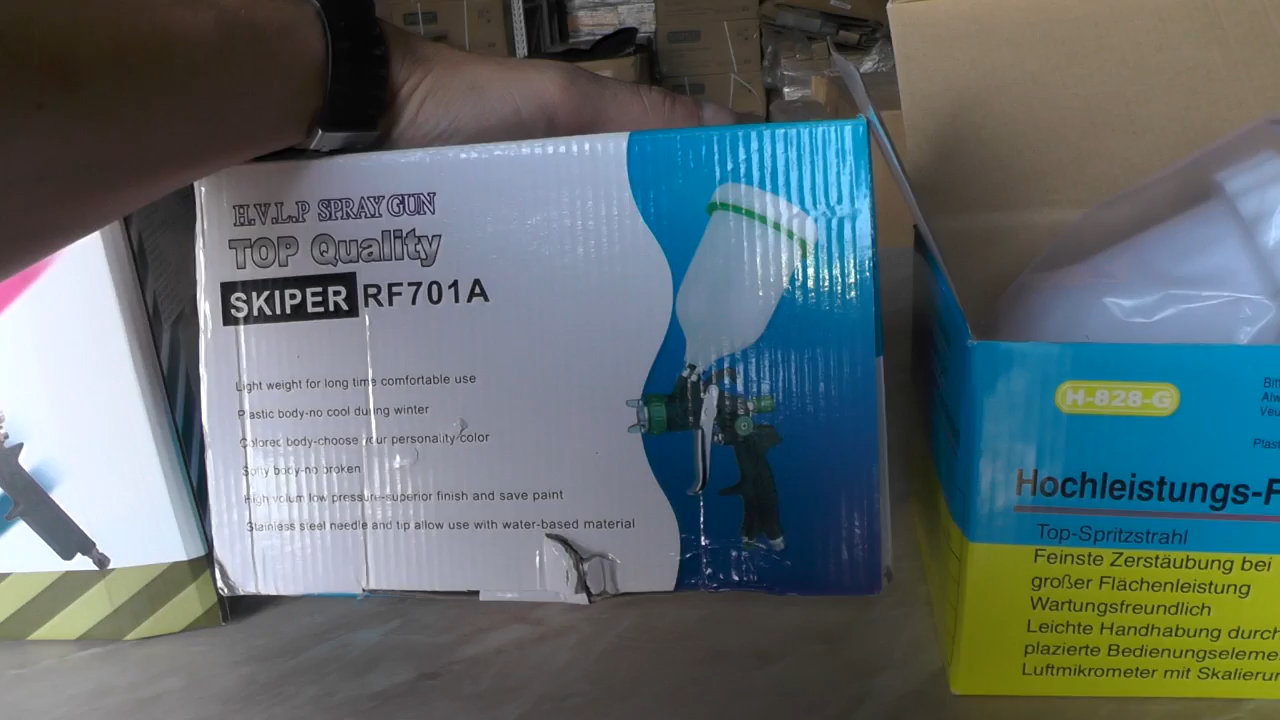 H.V.L.P SPRAY GUN
TOP Quality
SKIPER RF701A
Light weight for long time comfortable use
Plastic body-no cool during winter
Colored body-choose your personality color
Softy body-no broken
High volum low pressure-superior finish and save paint
Stainless steel needle and tip allow use with water-based material
H-828-G
Hochleistungs-F
Top-Spritzstrahl
Feinste Zerstäubung bei
großer Flächenleistung
Wartungsfreundlich
Leichte Handhabung durch
plazierte Bedienungseleme
Luftmikrometer mit Skalierun